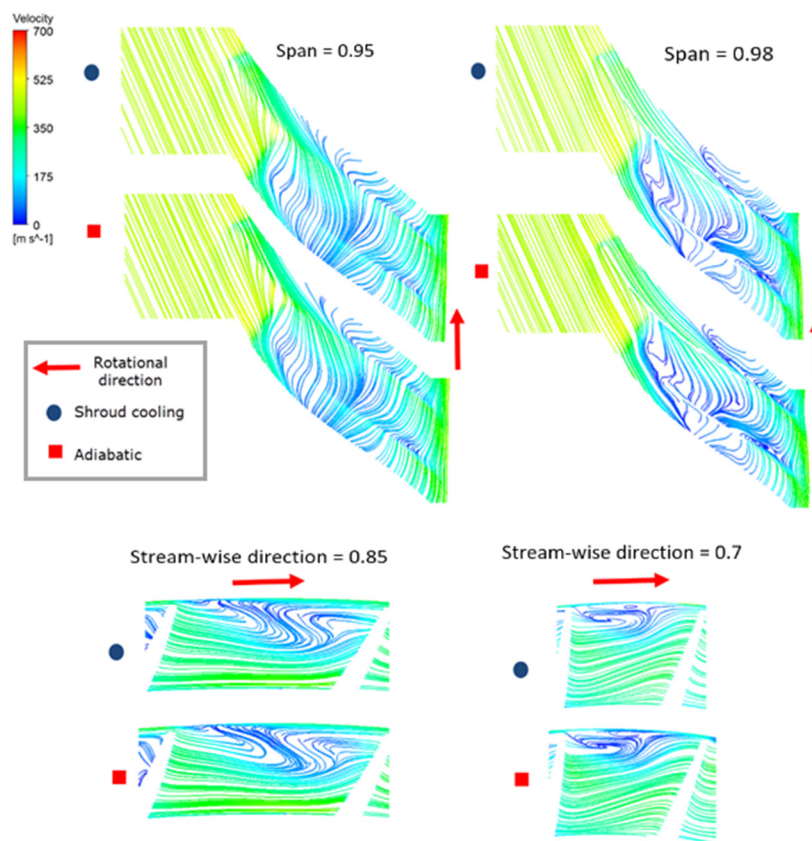 Velocity
700
525
350
175
0
[m s^-1]
Span = 0.95
Span = 0.98
Rotational
direction
Shroud cooling
Adiabatic
Stream-wise direction = 0.85
Stream-wise direction = 0.7